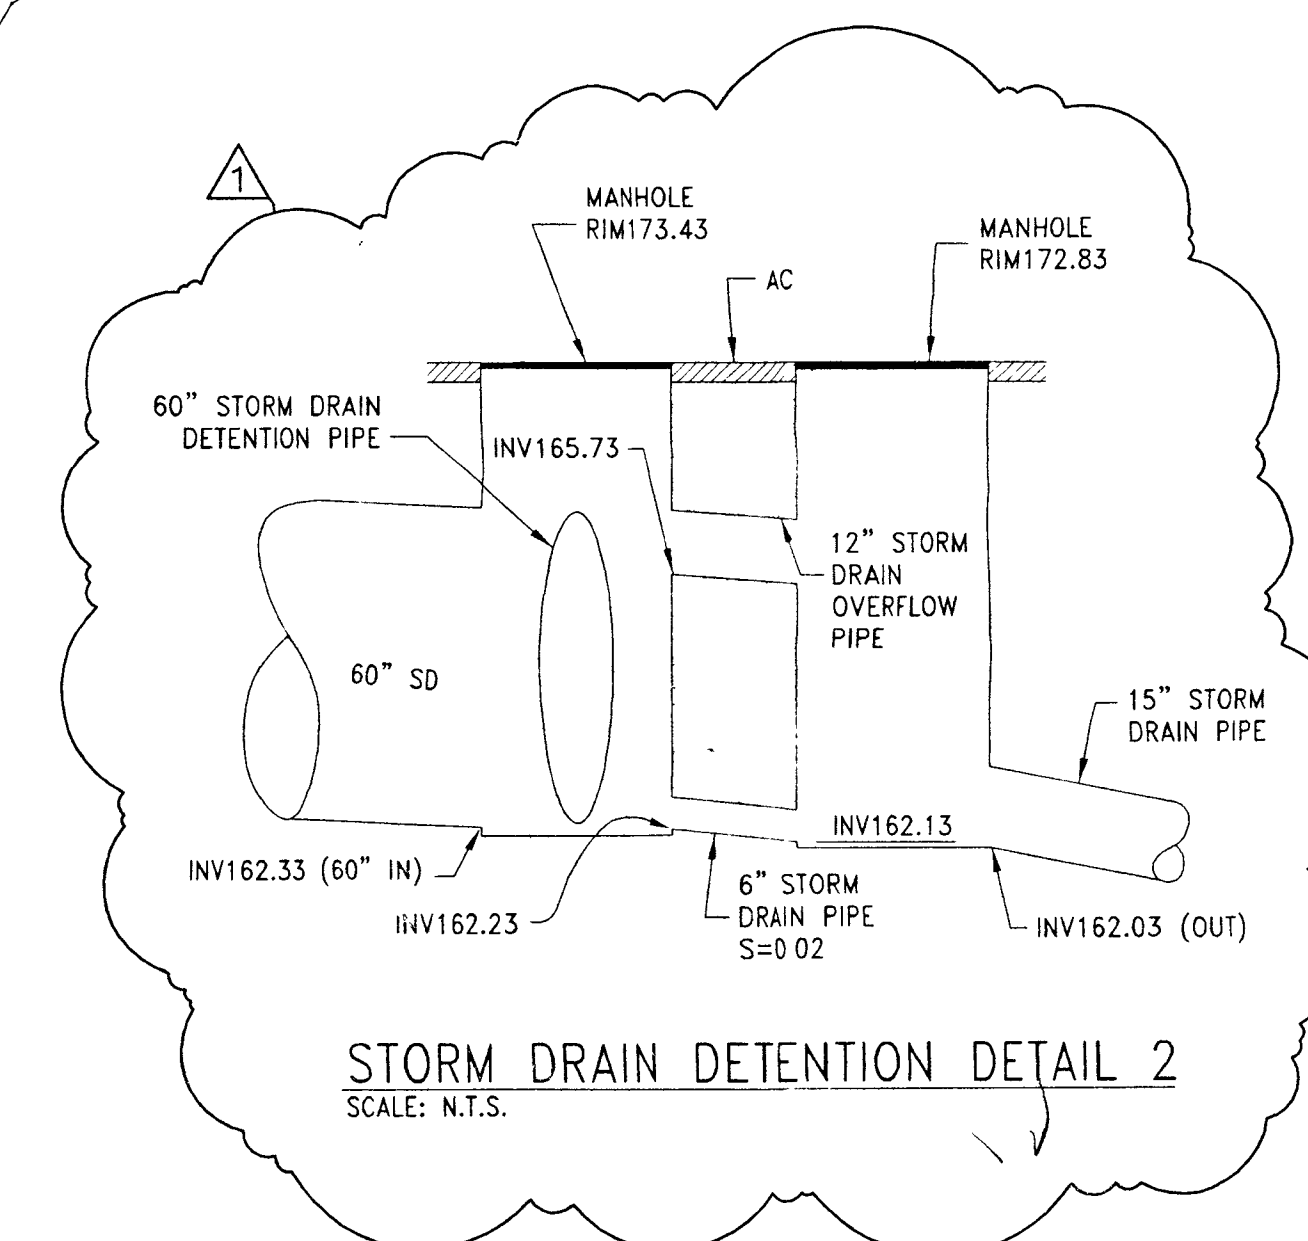 1
MANHOLE
RIM173.43
MANHOLE
RIM172.83
AC
60” STORM DRAIN
DETENTION PIPE
INV165.73
12” STORM
DRAIN
OVERFLOW
PIPE
60” SD
15” STORM
DRAIN PIPE
INV162.13
INV162.33 (60” IN)
INV162.23
6” STORM
DRAIN PIPE
S=0 02
INV162.03 (OUT)
STORM DRAIN DETENTION DETAIL 2
SCALE: N.T.S.